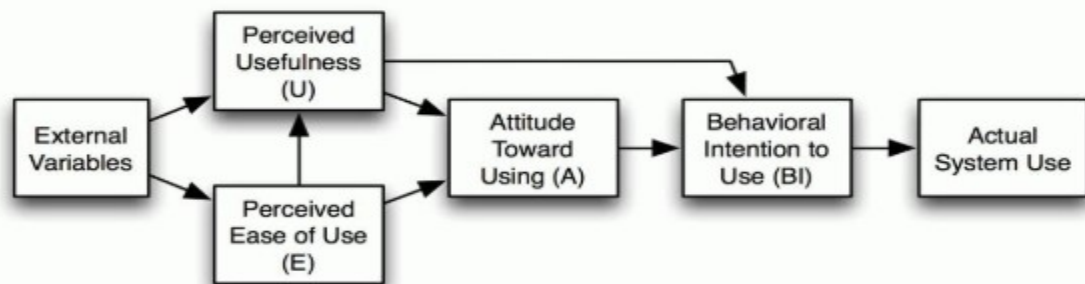 External
Variables
Perceived
Usefulness
(U)
Perceived
Ease of Use
(E)
Attitude
Toward
Using (A)
Behavioral
Intention to
Use (BI)
Actual
System Use